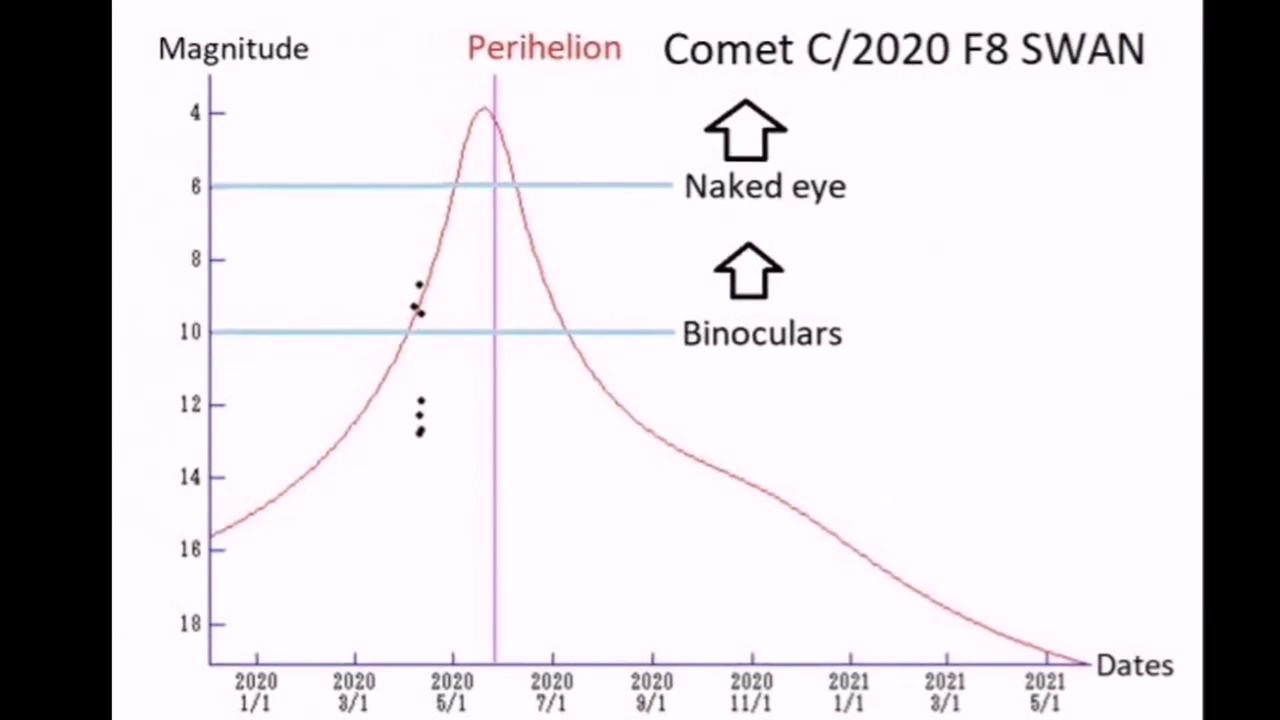 Magnitude
Perihelion
Comet C/2020 F8 SWAN
4
6
Naked eye
8
10
Binoculars
12
14
16
18
Dates
2020 2020 2020 2020 2020 2020 2021 2021 2021
1/1 3/1 5/1 7/1 9/1 11/1 1/1 3/1 5/1